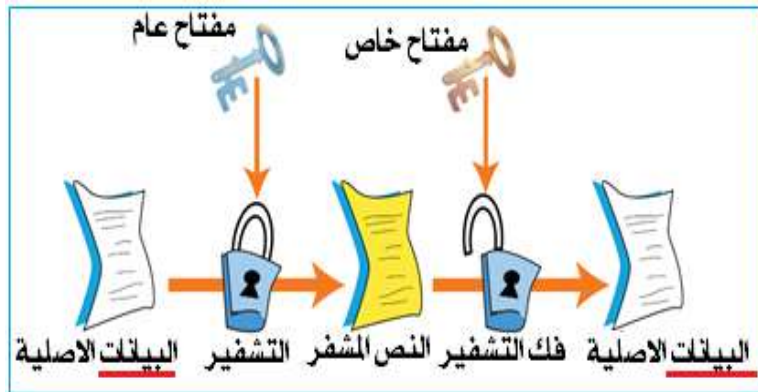 مفتاح عام
مفتاح خاص
البيانات الاصلية
التشفير
النص المشفر
فك التشفير
البيانات الاصلية